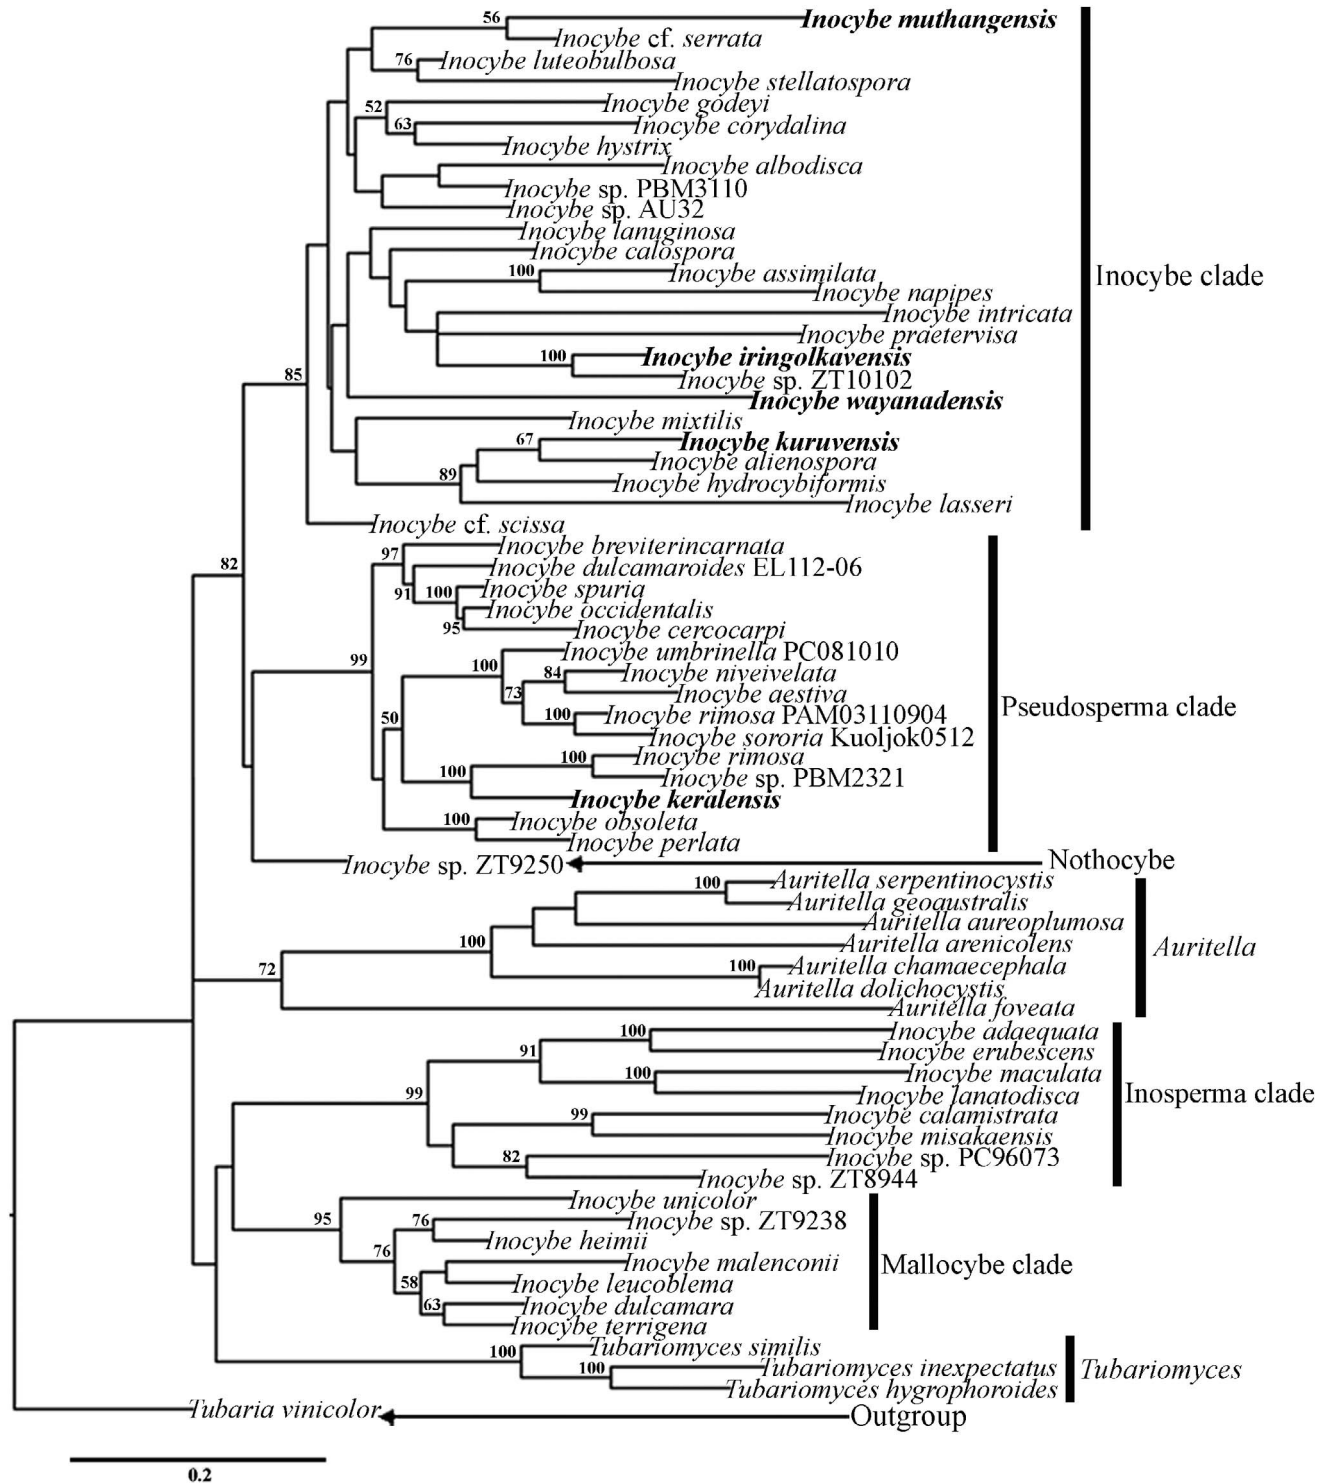 56
Inocybe muthangensis
Inocybe cf. serrata
76
Inocybe luteobulbosa
Inocybe stellatospora
52
Inocybe godeyi
63
Inocybe corydalina
Inocybe hystrix
Inocybe albodisca
Inocybe sp. PBM3110
Inocybe sp. AU32
Inocybe lanuginosa
Inocybe calospora
100
Inocybe assimilata
Inocybe napipes
Inocybe clade
Inocybe intricata
Inocybe praetervisa
100
Inocybe iringolkavensis
Inocybe sp. ZT10102
85
Inocybe wayanadensis
Inocybe mixtilis
67
Inocybe kuruvensis
Inocybe alienospora
89
Inocybe hydrocybiformis
Inocybe lasseri
Inocybe cf. scissa
82
97
Inocybe breviterincarnata
Inocybe dulcamaroides EL112-06
91
100
Inocybe spuria
Inocybe occidentalis
95
Inocybe cercocarpi
99
100
Inocybe umbrinella PC081010
84
Inocybe niveivelata
73
Inocybe aestiva
Pseudosperma clade
50
100
Inocybe rimosa PAM03110904
Inocybe sororia Kuoljok0512
100
100
Inocybe rimosa
Inocybe sp. PBM2321
Inocybe keralensis
100
Inocybe obsoleta
Inocybe perlata
Inocybe sp. ZT9250
Nothocybe
100
Auritella serpentinocystis
Auritella geoaustralis
Auritella aureoplumosa
100
Auritella arenicolens
Auritella
72
100
Auritella chamaecephala
Auritella dolichocystis
Auritella foveata
100
Inocybe adaequata
91
Inocybe erubescens
100
Inocybe maculata
99
Inocybe lanatodisca
Inosperma clade
99
Inocybe calamistrata
Inocybe misakaensis
82
Inocybe sp. PC96073
Inocybe sp. ZT8944
95
Inocybe unicolor
76
Inocybe sp. ZT9238
76
Inocybe heimii
Inocybe malenconii
Mallocybe clade
58
Inocybe leucoblema
63
Inocybe dulcamara
Inocybe terrigena
100
Tubariomyces similis
100
Tubariomyces inexpectatus
Tubariomyces
Tubariomyces hygrophoroides
Tubaria vinicolor
Outgroup
0.2